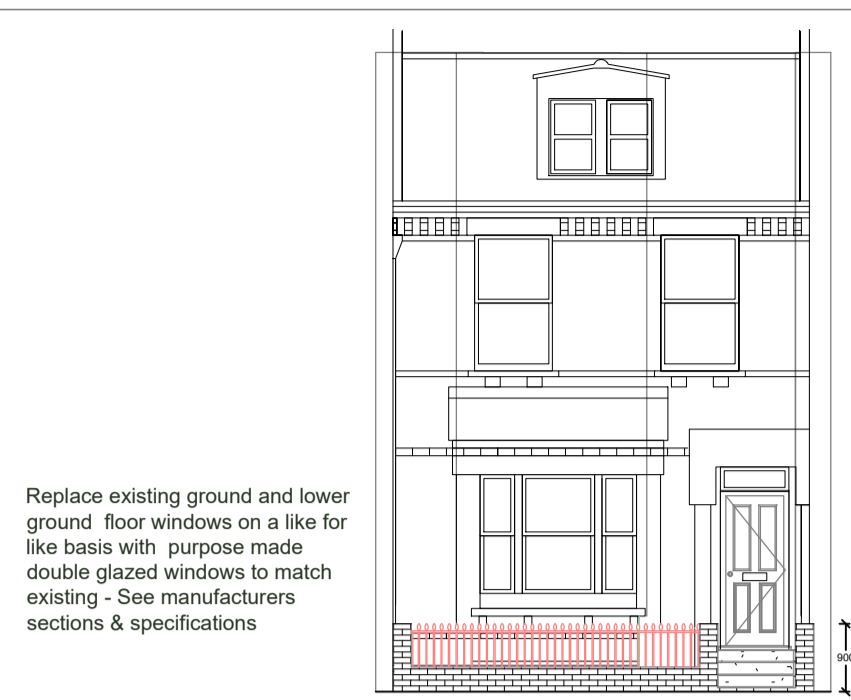 Replace existing ground and lower
ground floor windows on a like for
like basis with purpose made
double glazed windows to match
existing - See manufacturers
sections & specifications
900